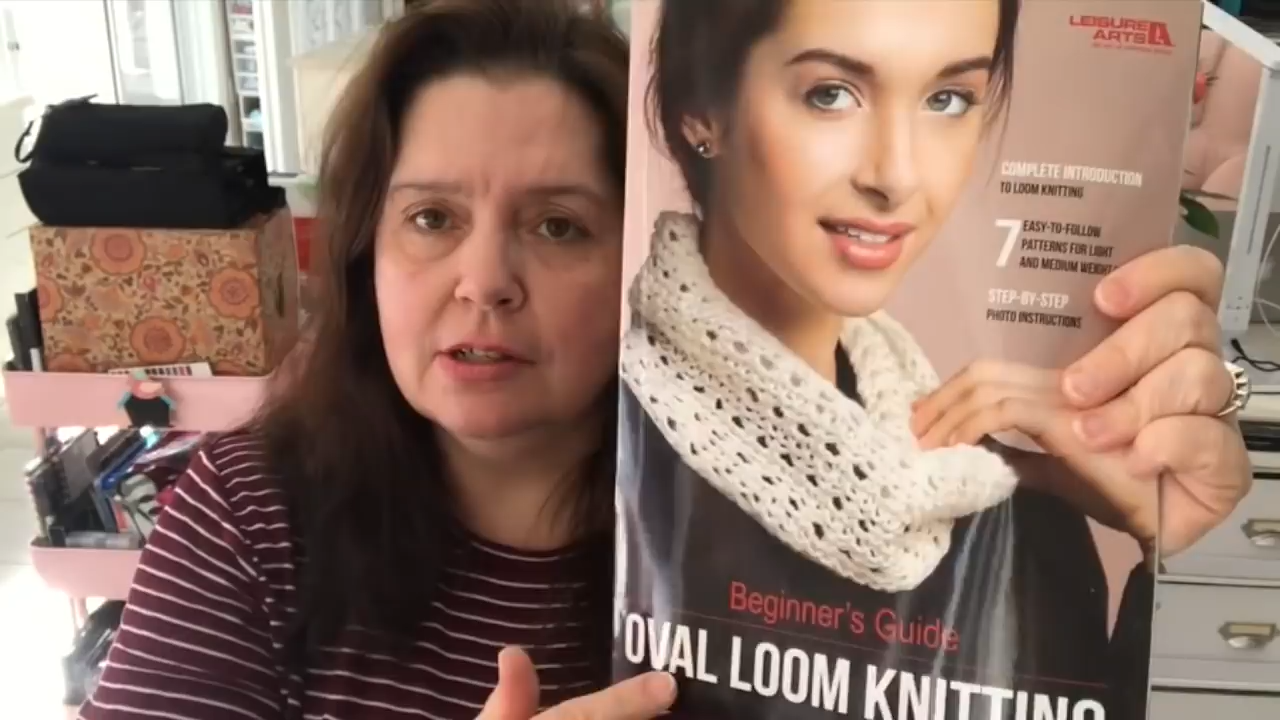 LEISURE
ARTS
COMPLETE INTRODUCTION
TO LOOM KNITTING
7 EASY-TO-FOLLOW
PATTERNS FOR LIGHT
AND MEDIUM WEIGHT
STEP-BY-STEP
PHOTO INSTRUCTIONS
Beginner's Guide
OVAL LOOM KNITTING